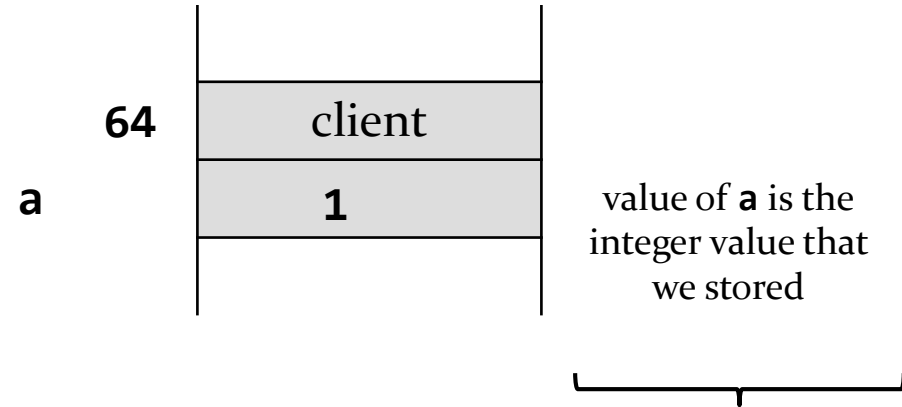 64 client
a 1
value of a is the
integer value that
we stored